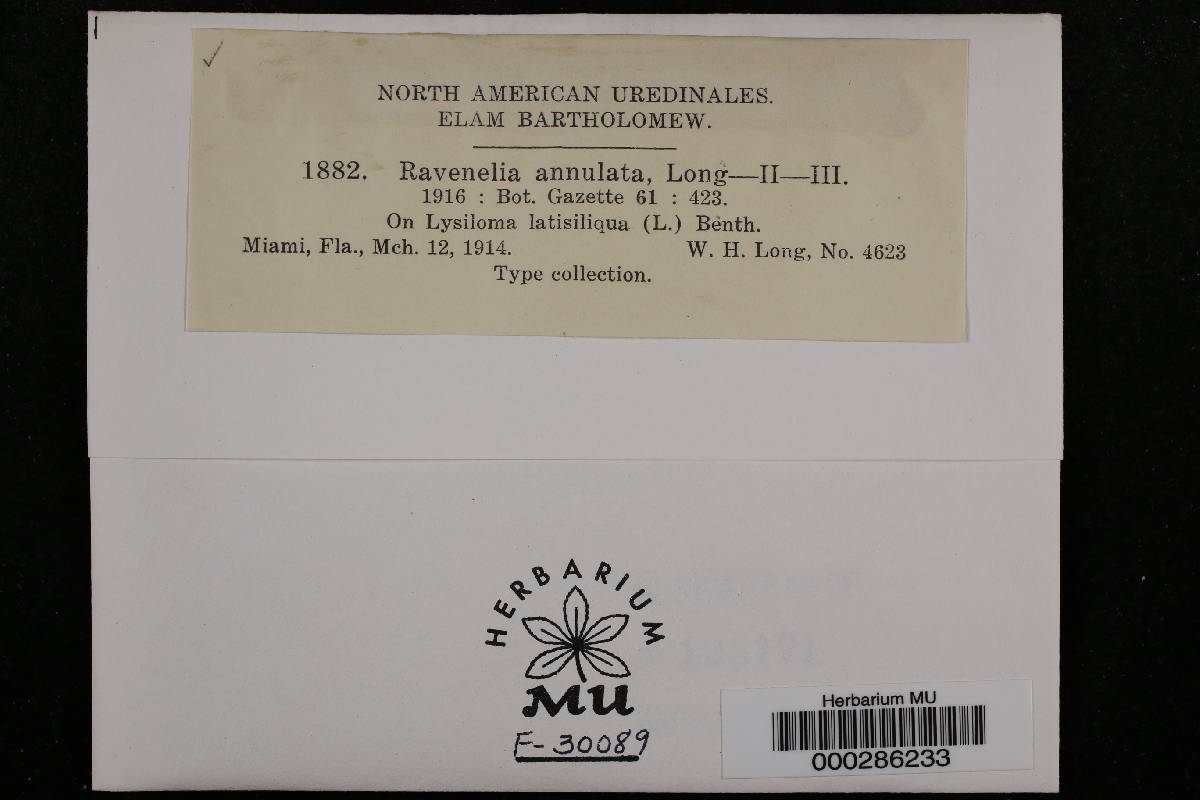 NORTH AMERICAN UREDINALES.
ELAM BARTHOLOMEW.
1882. Ravenelia annulata, Long—II—III.
1916 : Bot. Gazette 61 : 423.
On Lysiloma latisiliqua (L.) Benth.
Miami, Fla., Mch. 12, 1914. W. H. Long, No. 4623
Type collection.
HERBARIUM
MU
F-30089
Herbarium MU
000286233